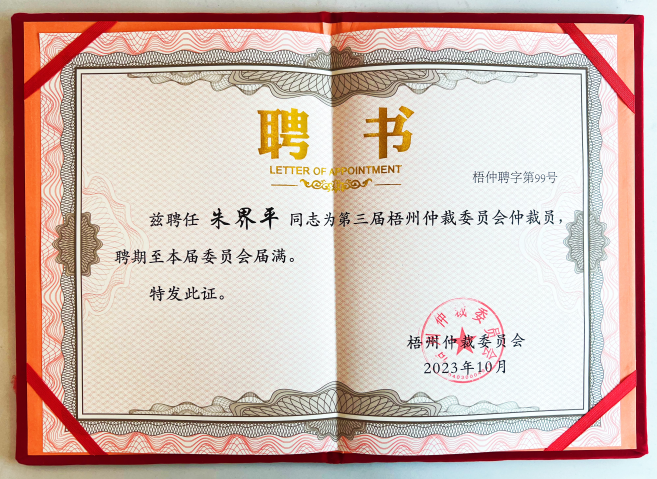 聘 书
LETTER OF APPOINTMENT
梧仲聘字第99号
兹聘任 朱界平 同志为第三届梧州仲裁委员会仲裁员，
聘期至本届委员会届满。
特发此证。
梧州仲裁委员会
2023年10月